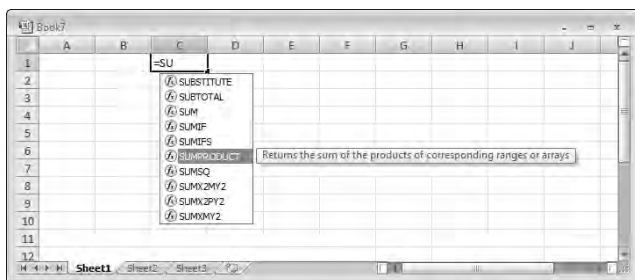 Book7
A B C D E F G H I J
1 =SU
2 SUBSTITUTE
3 SUBTOTAL
4 SUM
5 SUMIF
SUMIFS
6 SUMPRODUCT Returns the sum of the products of corresponding ranges or arrays
7 SUMSQ
8 SUMX2MY2
9 SUMX2PY2
10 SUMXMY2
11
12
Sheet1 Sheet2 Sheet3